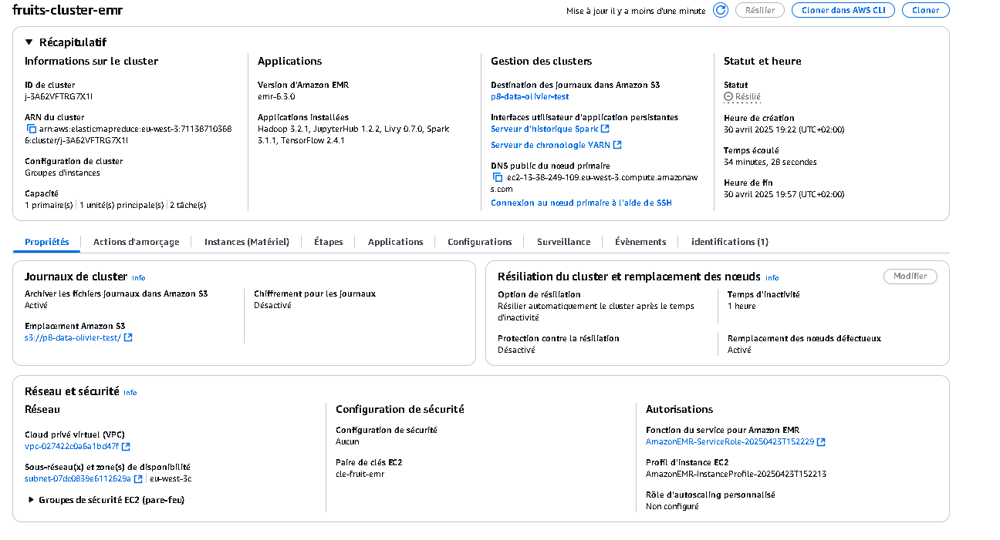 fruits-cluster-emr
Mise à jour il y a moins d'une minute
Résilier
Cloner dans AWS CLI
Cloner
Récapitulatif
Informations sur le cluster
ID de cluster
j-3A62VFTRG7X1I
ARN du cluster
arn:aws:elasticmapreduce:eu-west-3:71138710368
6:cluster/j-3A62VFTRG7X1I
Configuration de cluster
Groupes d'instances
Capacité
1 primaire(s) | 1 unité(s) principale(s) | 2 tâche(s)
Applications
Version d'Amazon EMR
emr-6.3.0
Applications installées
Hadoop 3.2.1, JupyterHub 1.2.2, Livy 0.7.0, Spark
3.1.1, TensorFlow 2.4.1
Gestion des clusters
Destination des journaux dans Amazon S3
p8-data-olivier-test
Interfaces utilisateur d'application persistantes
Serveur d'historique Spark
Serveur de chronologie YARN
DNS public du nœud primaire
ec2-13-38-249-109.eu-west-3.compute.amazonaw
s.com
Connexion au nœud primaire à l'aide de SSH
Statut et heure
Statut
Résilié
Heure de création
30 avril 2025 19:22 (UTC+02:00)
Temps écoulé
34 minutes, 28 secondes
Heure de fin
30 avril 2025 19:57 (UTC+02:00)
Propriétés
Actions d'amorçage
Instances (Matériel)
Étapes
Applications
Configurations
Surveillance
Évènements
identifications (1)
Journaux de cluster Info
Archiver les fichiers journaux dans Amazon S3
Activé
Emplacement Amazon S3
s3://p8-data-olivier-test/
Chiffrement pour les journaux
Désactivé
Résiliation du cluster et remplacement des nœuds Info
Modifier
Option de résiliation
Résilier automatiquement le cluster après le temps
d'inactivité
Temps d'inactivité
1 heure
Protection contre la résiliation
Désactivé
Remplacement des nœuds défectueux
Activé
Réseau et sécurité Info
Réseau
Cloud privé virtuel (VPC)
vpc-027422c0a6a1bd47f
Sous-réseau(x) et zone(s) de disponibilité
subnet-07dc0839e6112629a | eu-west-3c
Groupes de sécurité EC2 (pare-feu)
Configuration de sécurité
Configuration de sécurité
Aucun
Paire de clés EC2
cle-fruit-emr
Autorisations
Fonction du service pour Amazon EMR
AmazonEMR-ServiceRole-20250423T152229
Profil d'instance EC2
AmazonEMR-InstanceProfile-20250423T152213
Rôle d'autoscaling personnalisé
Non configuré